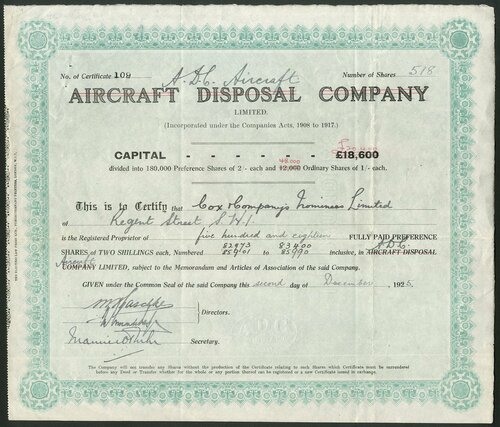 No. of Certificate 109
Number of Shares 518
A.D.C. Aircraft
AIRCRAFT DISPOSAL COMPANY
LIMITED.
(Incorporated under the Companies Acts, 1908 to 1917.)
CAPITAL - - - - - £18,600
divided into 180,000 Preference Shares of 2/- each and 48,000 12,000 Ordinary Shares of 1/- each.
This is to Certify that Cox & Company's Nominees Limited
of Regent Street S.W.1.
is the Registered Proprietor of five hundred and eighteen FULLY PAID PREFERENCE
82873 83400
SHARES of TWO SHILLINGS each, Numbered 85901 to 85990 inclusive, in A.D.C. AIRCRAFT DISPOSAL
Aircraft
COMPANY LIMITED, subject to the Memorandum and Articles of Association of the said Company.
GIVEN under the Common Seal of the said Company this second day of December, 1925.
Directors.
Secretary.
The Company will not transfer any Shares without the production of the Certificate relating to such Shares which Certificate must be surrendered
before any Deed or Transfer whether for the whole or any portion thereof can be registered or a new Certificate issued in exchange.